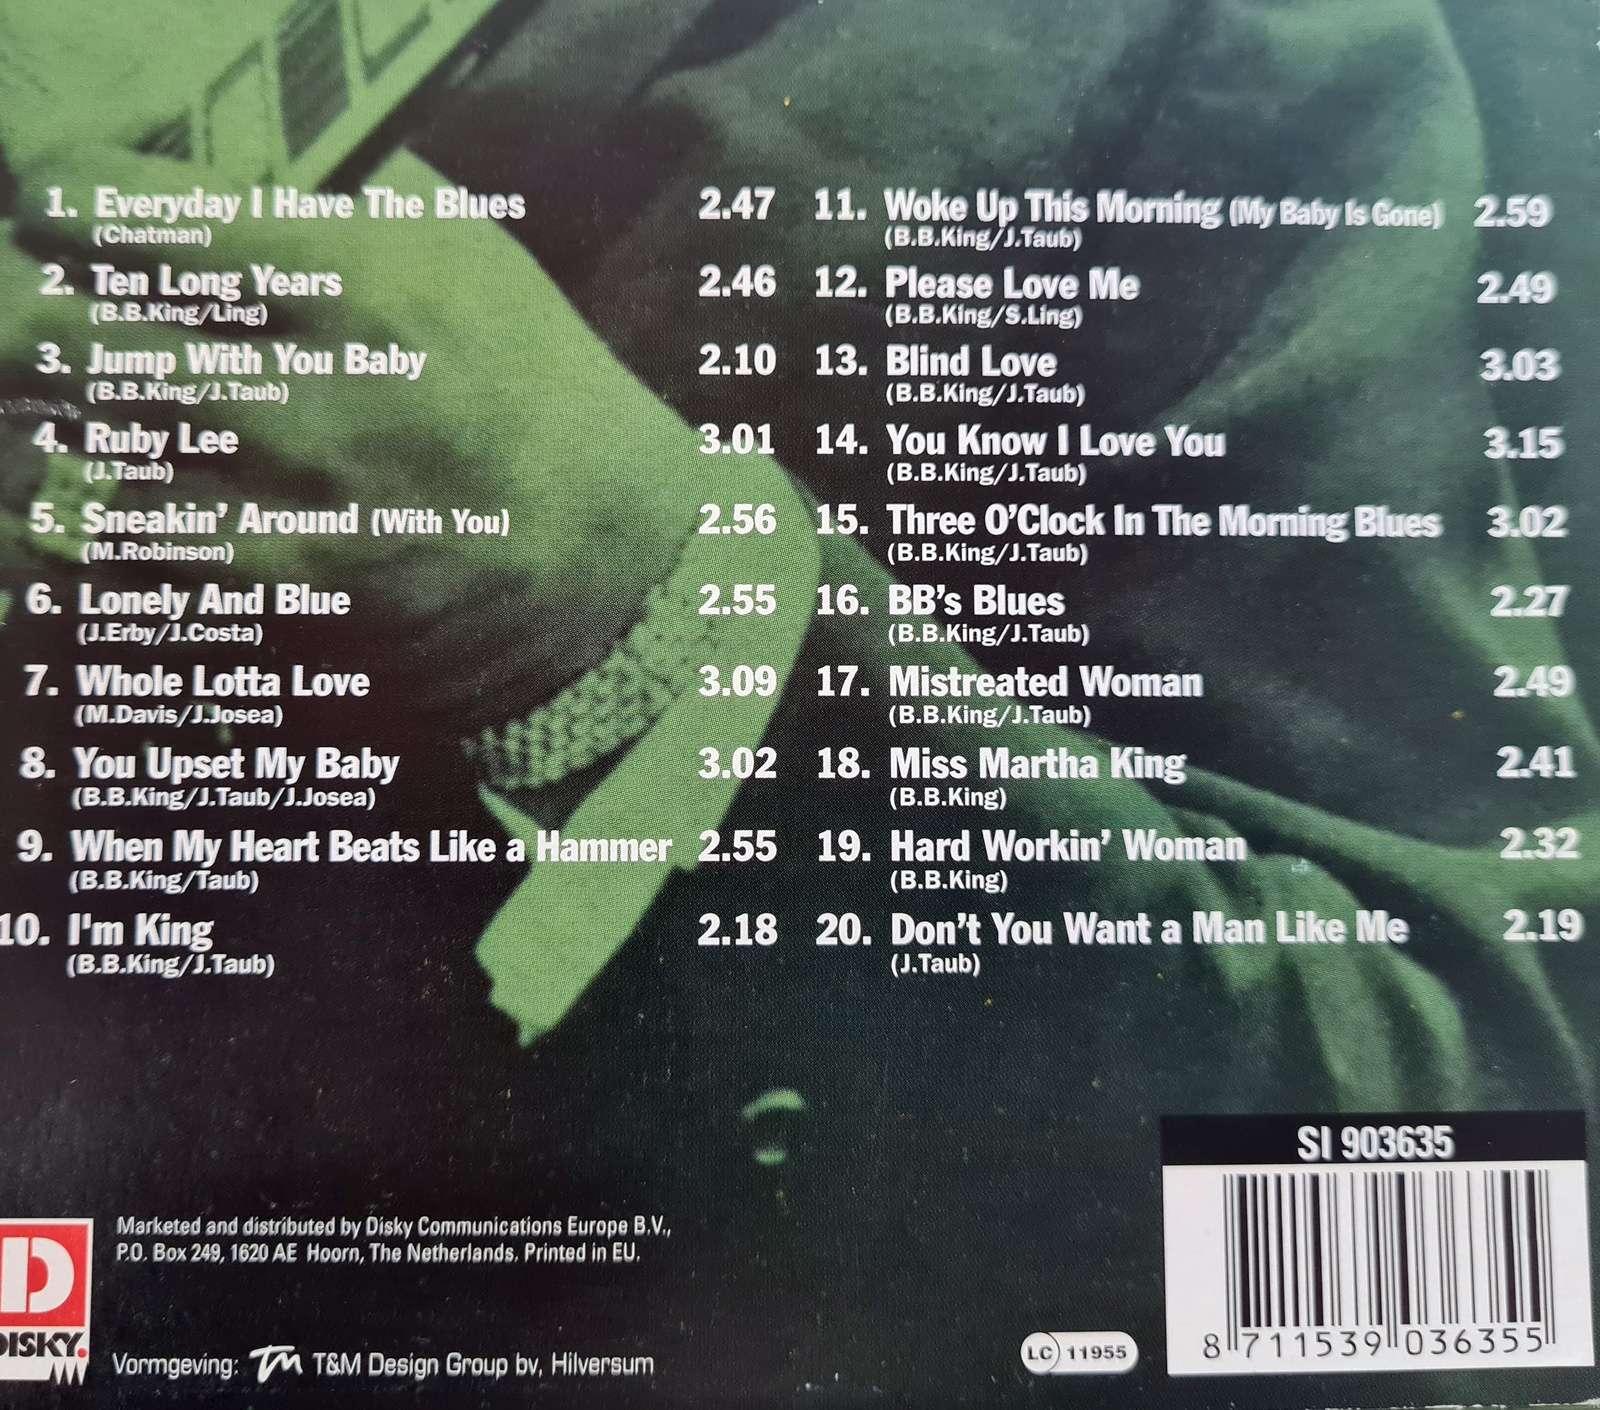 1. Everyday I Have The Blues 2.47
(Chatman)
2. Ten Long Years 2.46
(B.B.King/Ling)
3. Jump With You Baby 2.10
(B.B.King/J.Taub)
4. Ruby Lee 3.01
(J.Taub)
5. Sneakin' Around (With You) 2.56
(M.Robinson)
6. Lonely And Blue 2.55
(J.Erby/J.Costa)
7. Whole Lotta Love 3.09
(M.Davis/J.Josea)
8. You Upset My Baby 3.02
(B.B.King/J.Taub/J.Josea)
9. When My Heart Beats Like a Hammer 2.55
(B.B.King/Taub)
10. I'm King 2.18
(B.B.King/J.Taub)
11. Woke Up This Morning (My Baby Is Gone) 2.59
(B.B.King/J.Taub)
12. Please Love Me 2.49
(B.B.King/S.Ling)
13. Blind Love 3.03
(B.B.King/J.Taub)
14. You Know I Love You 3.15
(B.B.King/J.Taub)
15. Three O'Clock In The Morning Blues 3.02
(B.B.King/J.Taub)
16. BB's Blues 2.27
(B.B.King/J.Taub)
17. Mistreated Woman 2.49
(B.B.King/J.Taub)
18. Miss Martha King 2.41
(B.B.King)
19. Hard Workin' Woman 2.32
(B.B.King)
20. Don't You Want a Man Like Me 2.19
(J.Taub)
SI 903635
8 711539 036355
Marketed and distributed by Disky Communications Europe B.V.,
P.O. Box 249, 1620 AE Hoorn, The Netherlands. Printed in EU.
D
DISKY.
Vormgeving: TM T&M Design Group bv, Hilversum
LC 11955